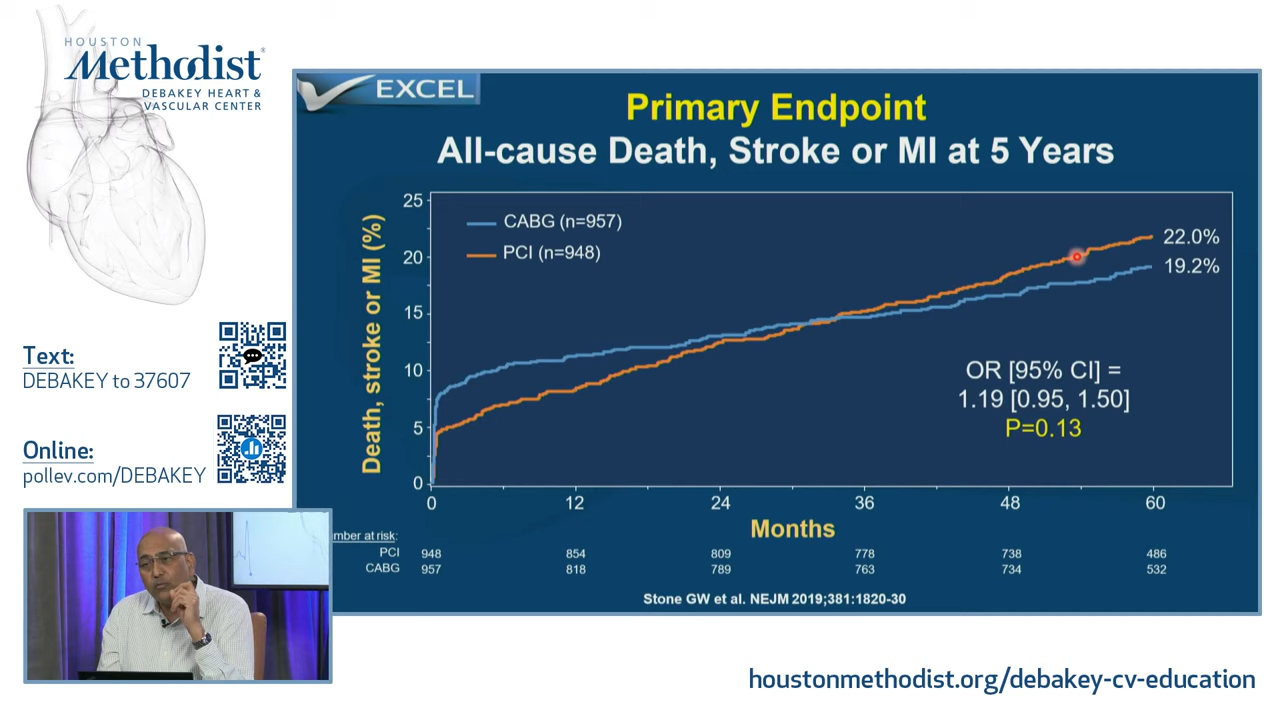 HOUSTON
Methodist®
DEBAKEY HEART &
VASCULAR CENTER
Text:
DEBAKEY to 37607
Online:
pollev.com/DEBAKEY
EXCEL
Primary Endpoint
All-cause Death, Stroke or MI at 5 Years
Death, stroke or MI (%)
25
20
15
10
5
0
CABG (n=957)
PCI (n=948)
22.0%
19.2%
OR [95% CI] =
1.19 [0.95, 1.50]
P=0.13
0 12 24 36 48 60
Months
mber at risk:
PCI 948 854 809 778 738 486
CABG 957 818 789 763 734 532
Stone GW et al. NEJM 2019;381:1820-30
houstonmethodist.org/debakey-cv-education